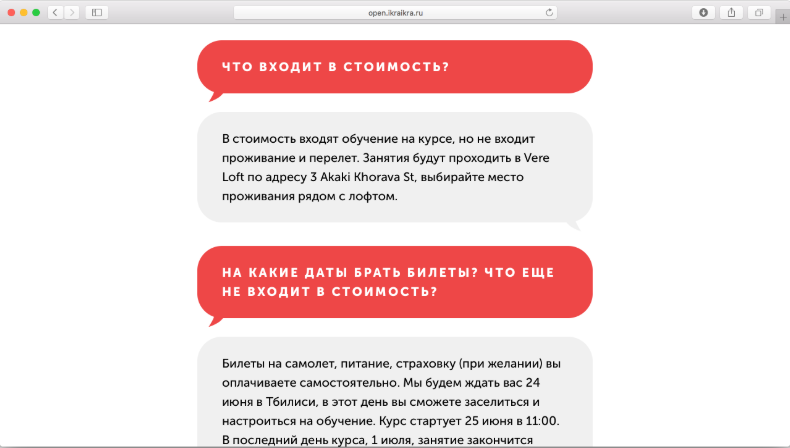 open.ikraikra.ru
ЧТО ВХОДИТ В СТОИМОСТЬ?
В стоимость входят обучение на курсе, но не входит
проживание и перелет. Занятия будут проходить в Vere
Loft по адресу 3 Akaki Khorava St, выбирайте место
проживания рядом с лофтом.
НА КАКИЕ ДАТЫ БРАТЬ БИЛЕТЫ? ЧТО ЕЩЕ
НЕ ВХОДИТ В СТОИМОСТЬ?
Билеты на самолет, питание, страховку (при желании) вы
оплачиваете самостоятельно. Мы будем ждать вас 24
июня в Тбилиси, в этот день вы сможете заселиться и
настроиться на обучение. Курс стартует 25 июня в 11:00.
В последний день курса, 1 июля, занятие закончится